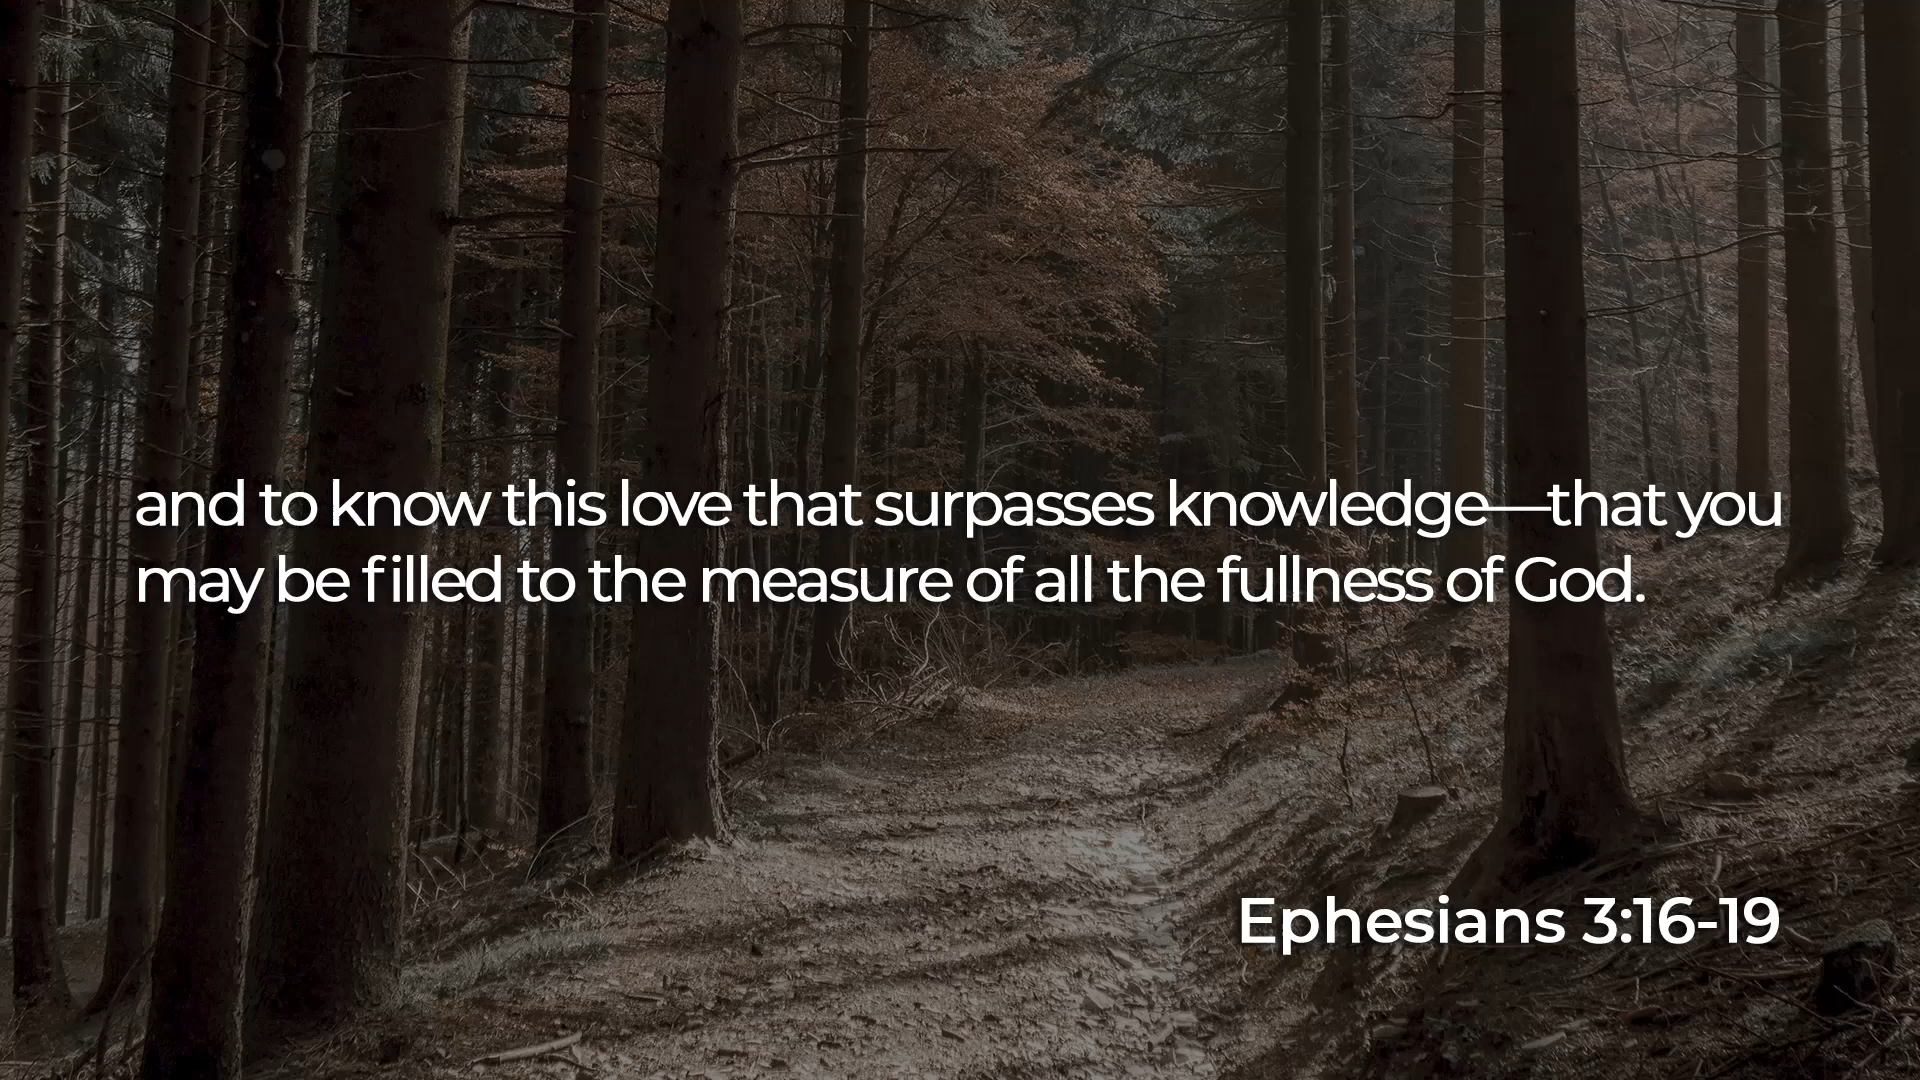 and to know this love that surpasses knowledge—that you
may be filled to the measure of all the fullness of God.
Ephesians 3:16-19